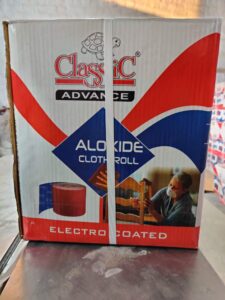 Classic®
ADVANCE
ALOXIDE
CLOTH ROLL
ELECTRO COATED